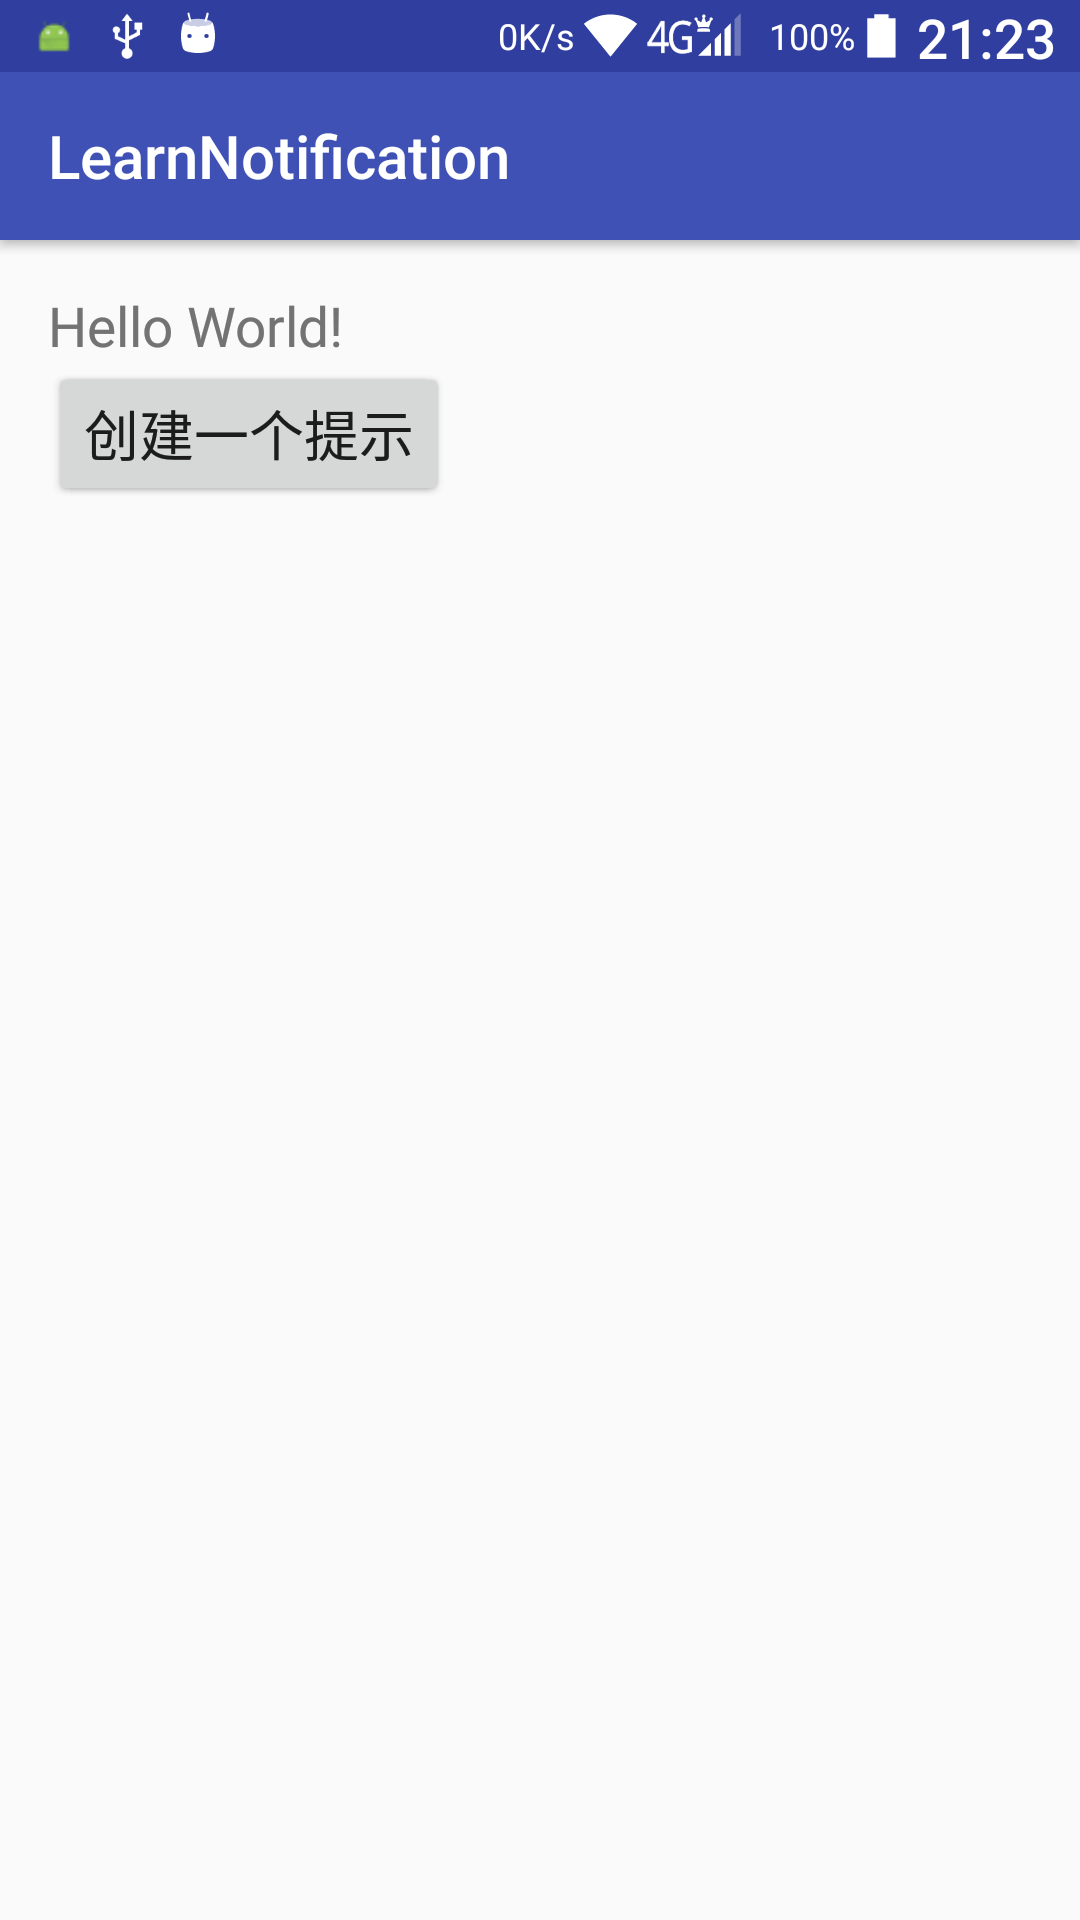 0K/s 4G 100% 21:23
LearnNotification
Hello World!
创建一个提示